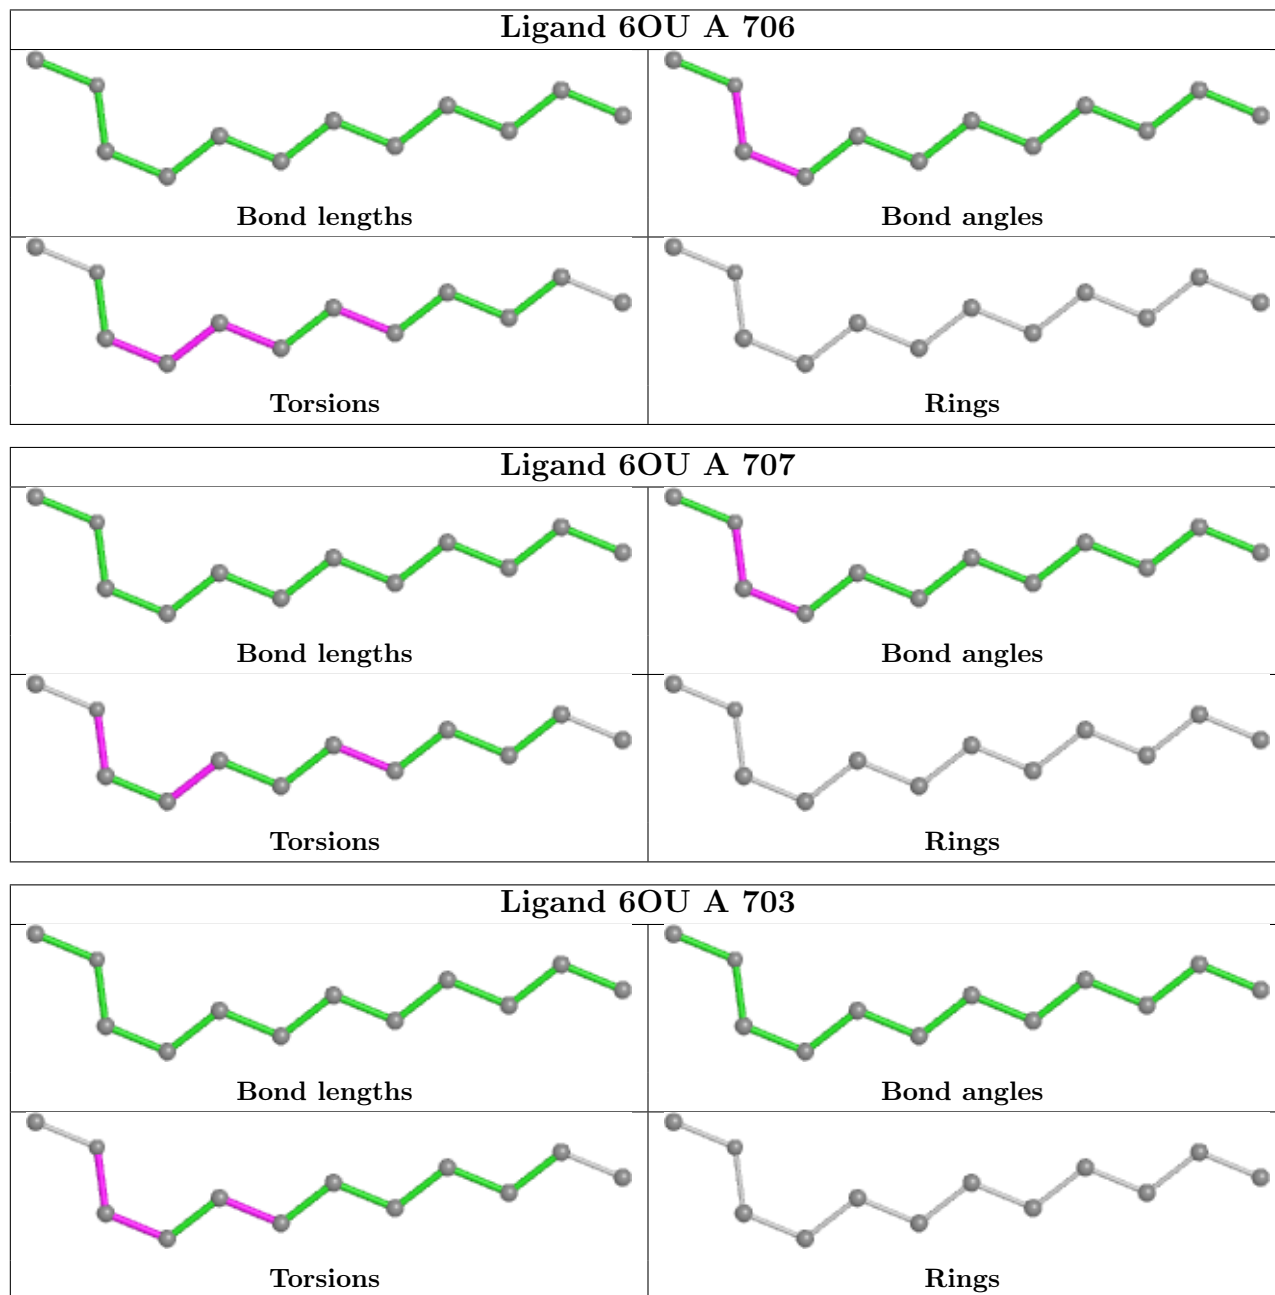 Ligand 6OU A 706
Bond lengths
Bond angles
Torsions
Rings
Ligand 6OU A 707
Bond lengths
Bond angles
Torsions
Rings
Ligand 6OU A 703
Bond lengths
Bond angles
Torsions
Rings